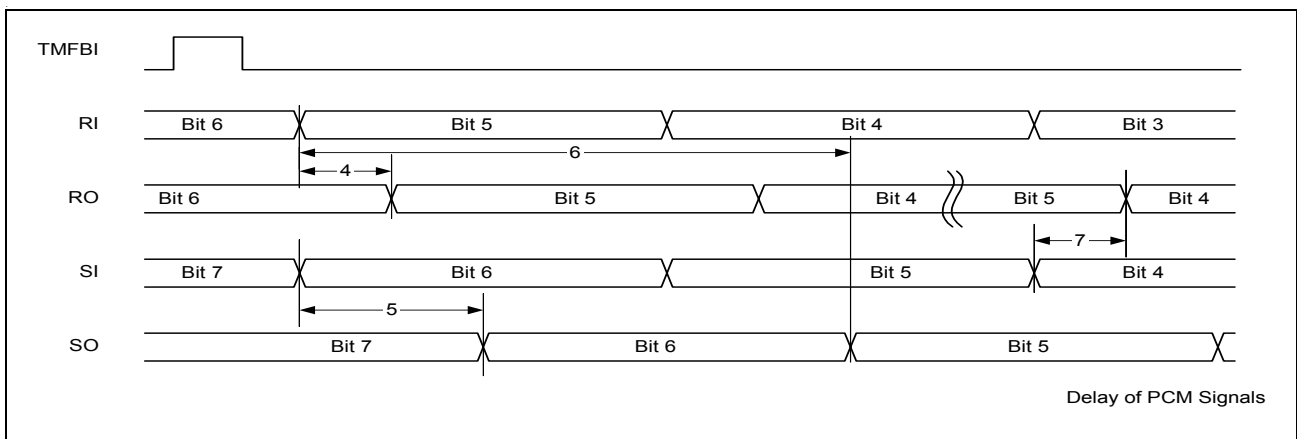 TMFBI
RI Bit 6 Bit 5 Bit 4 Bit 3
6
4
RO Bit 6 Bit 5 Bit 4 Bit 5 Bit 4
7
SI Bit 7 Bit 6 Bit 5 Bit 4
5
SO Bit 7 Bit 6 Bit 5
Delay of PCM Signals